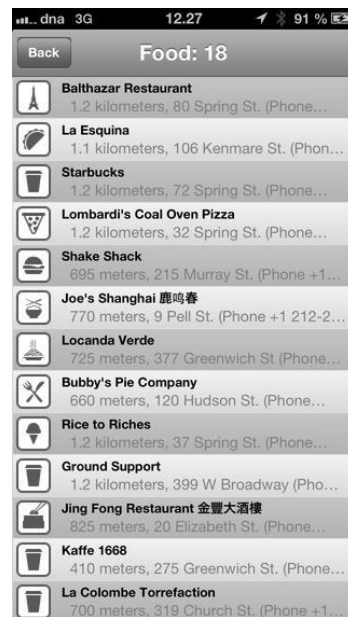 dna 3G 12.27 91 %
Back Food: 18
Balthazar Restaurant
1.2 kilometers, 80 Spring St. (Phone...
La Esquina
1.1 kilometers, 106 Kenmare St. (Phon...
Starbucks
1.2 kilometers, 72 Spring St. (Phone...
Lombardi's Coal Oven Pizza
1.2 kilometers, 32 Spring St. (Phone...
Shake Shack
695 meters, 215 Murray St. (Phone +1...
Joe's Shanghai 鹿鸣春
770 meters, 9 Pell St. (Phone +1 212-2...
Locanda Verde
725 meters, 377 Greenwich St (Phone...
Bubby's Pie Company
660 meters, 120 Hudson St. (Phone...
Rice to Riches
1.2 kilometers, 37 Spring St. (Phone...
Ground Support
1.2 kilometers, 399 W Broadway (Pho...
Jing Fong Restaurant 金豐大酒樓
825 meters, 20 Elizabeth St. (Phone...
Kaffe 1668
410 meters, 275 Greenwich St. (Phone...
La Colombe Torrefaction
700 meters, 319 Church St. (Phone +1...